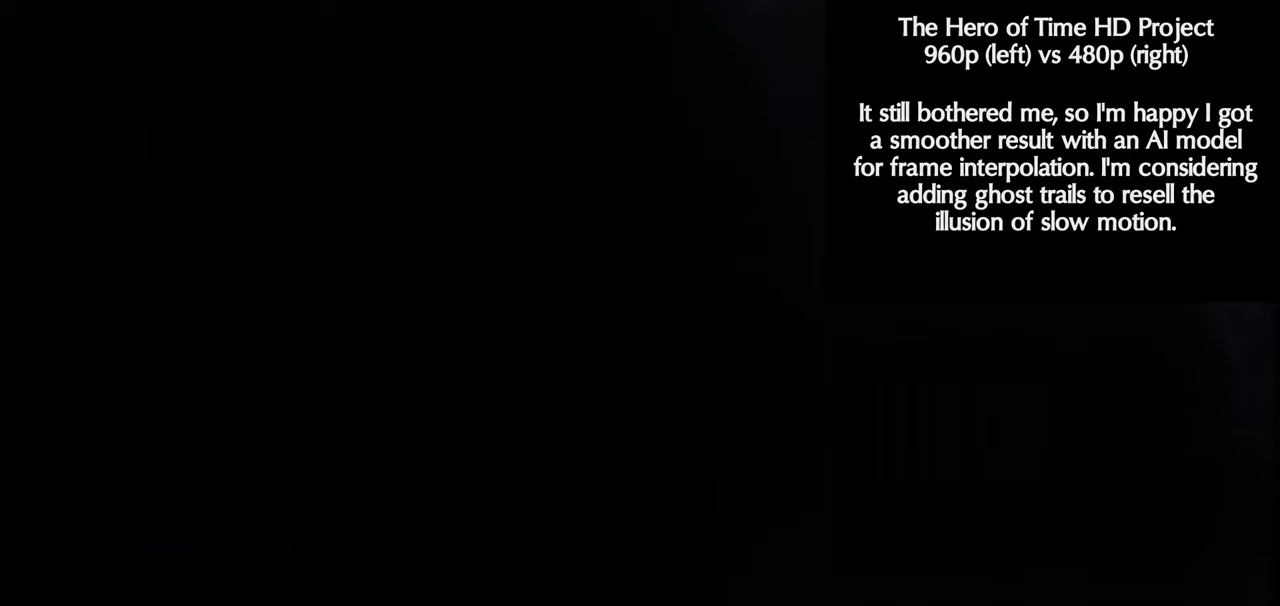 The Hero of Time HD Project
960p (left) vs 480p (right)
It still bothered me, so I'm happy I got
a smoother result with an AI model
for frame interpolation. I'm considering
adding ghost trails to resell the
illusion of slow motion.